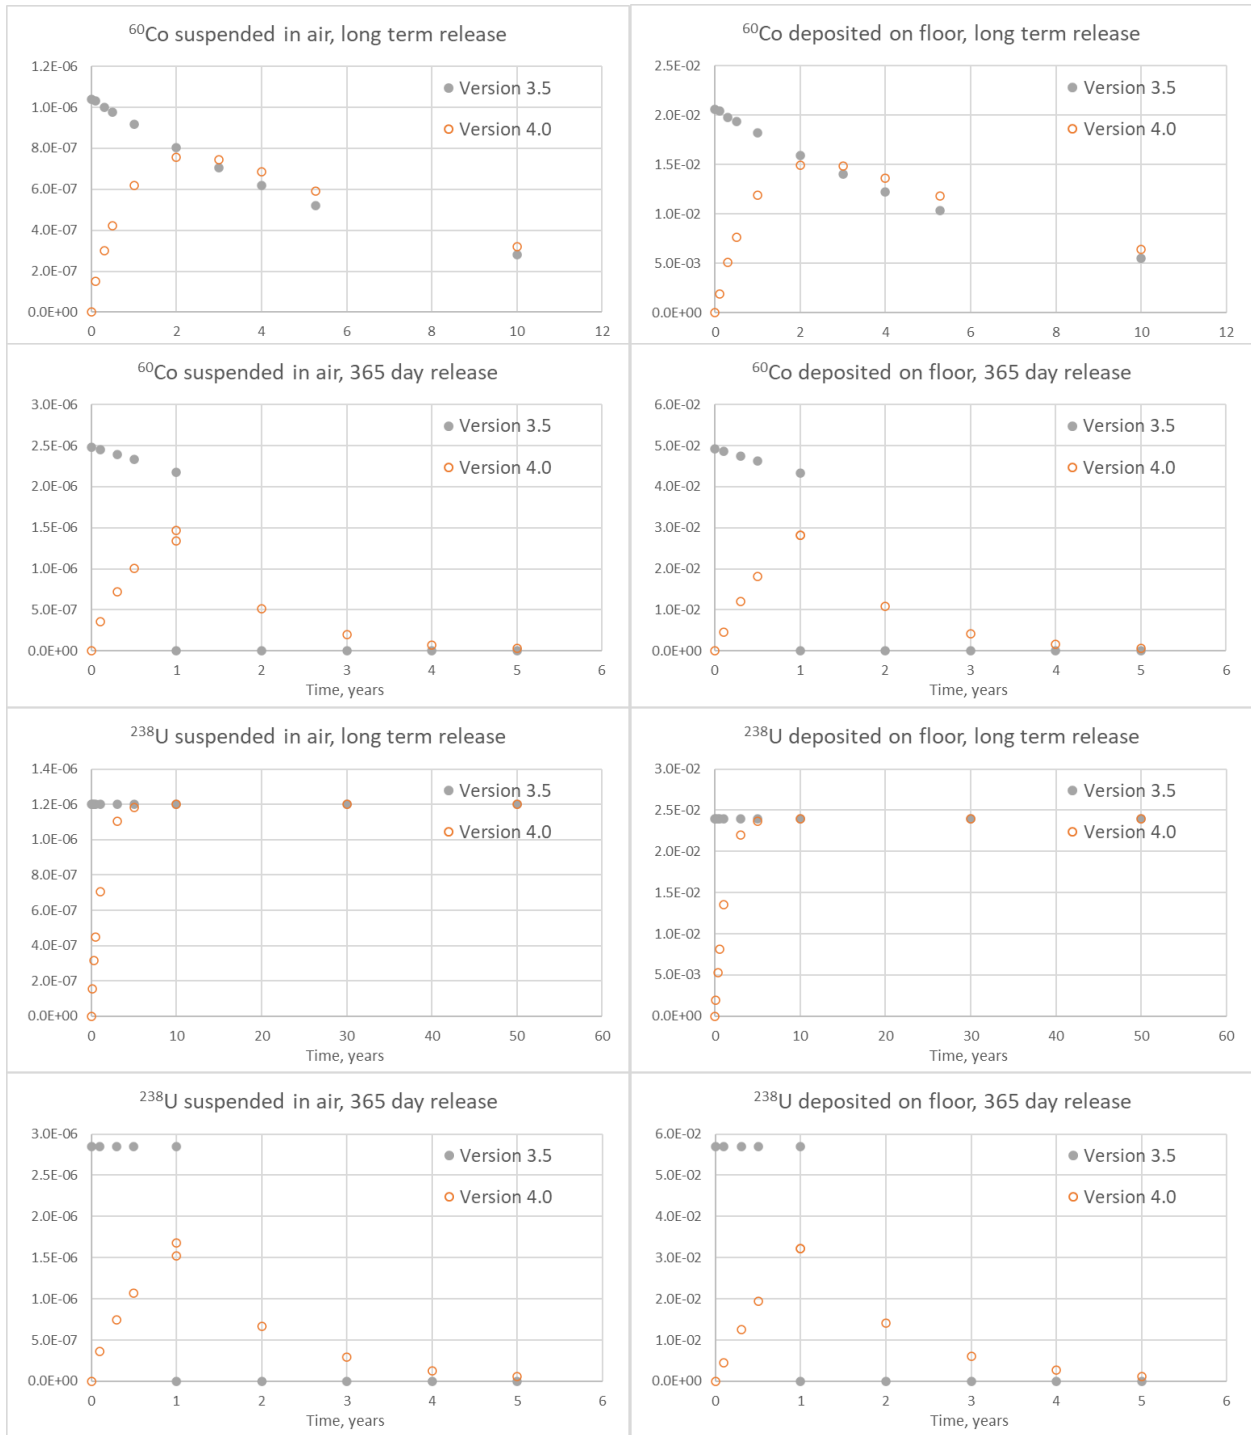 ⁶⁰Co suspended in air, long term release
1.2E-06
1.0E-06
8.0E-07
6.0E-07
4.0E-07
2.0E-07
0.0E+00
Version 3.5
Version 4.0
0 2 4 6 8 10 12
⁶⁰Co deposited on floor, long term release
2.5E-02
2.0E-02
1.5E-02
1.0E-02
5.0E-03
0.0E+00
Version 3.5
Version 4.0
0 2 4 6 8 10 12
⁶⁰Co suspended in air, 365 day release
3.0E-06
2.5E-06
2.0E-06
1.5E-06
1.0E-06
5.0E-07
0.0E+00
Version 3.5
Version 4.0
0 1 2 3 4 5 6
Time, years
⁶⁰Co deposited on floor, 365 day release
6.0E-02
5.0E-02
4.0E-02
3.0E-02
2.0E-02
1.0E-02
0.0E+00
Version 3.5
Version 4.0
0 1 2 3 4 5 6
Time, years
²³⁸U suspended in air, long term release
1.4E-06
1.2E-06
1.0E-06
8.0E-07
6.0E-07
4.0E-07
2.0E-07
0.0E+00
Version 3.5
Version 4.0
0 10 20 30 40 50 60
Time, years
²³⁸U deposited on floor, long term release
3.0E-02
2.5E-02
2.0E-02
1.5E-02
1.0E-02
5.0E-03
0.0E+00
Version 3.5
Version 4.0
0 10 20 30 40 50 60
Time, years
²³⁸U suspended in air, 365 day release
3.0E-06
2.5E-06
2.0E-06
1.5E-06
1.0E-06
5.0E-07
0.0E+00
Version 3.5
Version 4.0
0 1 2 3 4 5 6
Time, years
²³⁸U deposited on floor, 365 day release
6.0E-02
5.0E-02
4.0E-02
3.0E-02
2.0E-02
1.0E-02
0.0E+00
Version 3.5
Version 4.0
0 1 2 3 4 5 6
Time, years